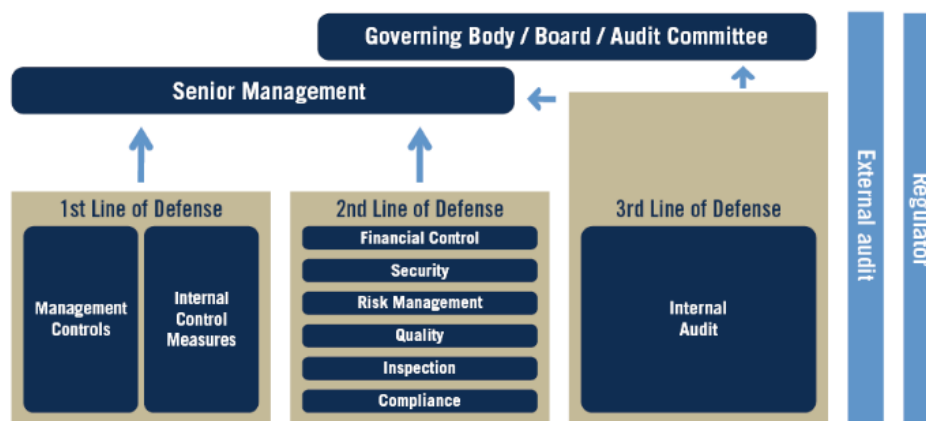 Governing Body / Board / Audit Committee
Senior Management
1st Line of Defense
Management
Controls
Internal
Control
Measures
2nd Line of Defense
Financial Control
Security
Risk Management
Quality
Inspection
Compliance
3rd Line of Defense
Internal
Audit
External audit
Regulator